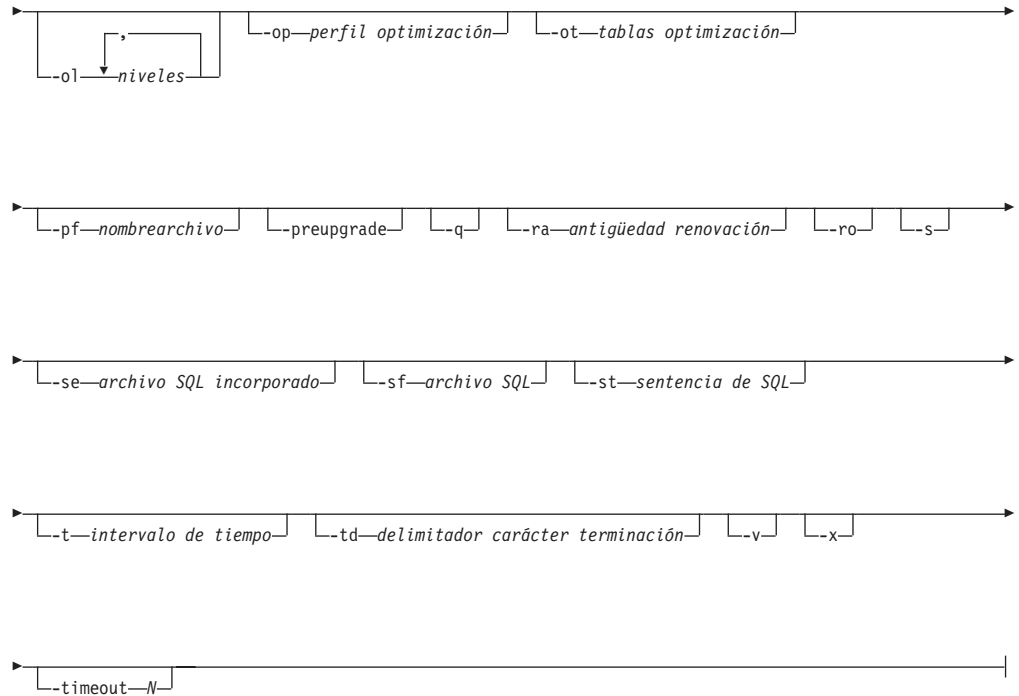 ,
-ol niveles -op perfil optimización -ot tablas optimización
-pf nombrearchivo -preupgrade -q -ra antigüedad renovación -ro -s
-se archivo SQL incorporado -sf archivo SQL -st sentencia de SQL
-t intervalo de tiempo -td delimitador carácter terminación -v -x
-timeout N